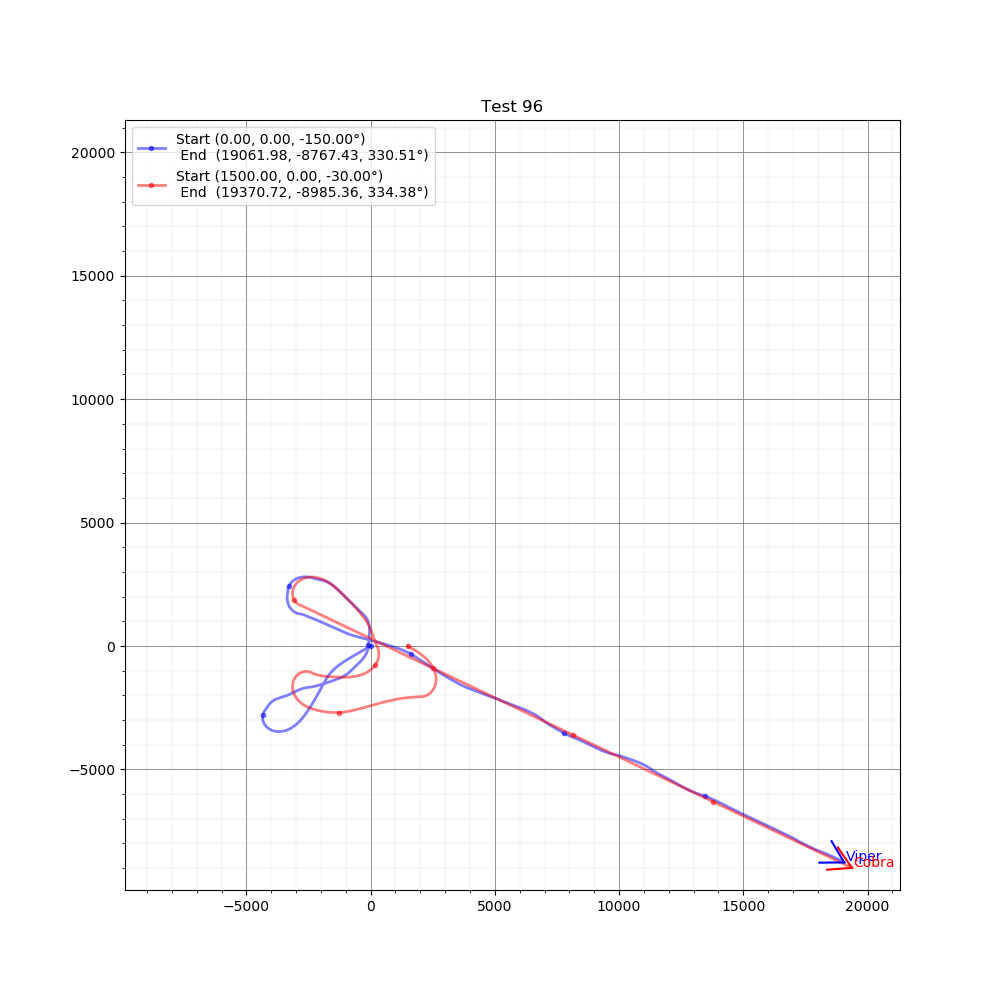 Test 96
Start (0.00, 0.00, -150.00°)
End  (19061.98, -8767.43, 330.51°)
Start (1500.00, 0.00, -30.00°)
End  (19370.72, -8985.36, 334.38°)
20000
15000
10000
5000
0
−5000
Viper
Cobra
−5000 0 5000 10000 15000 20000